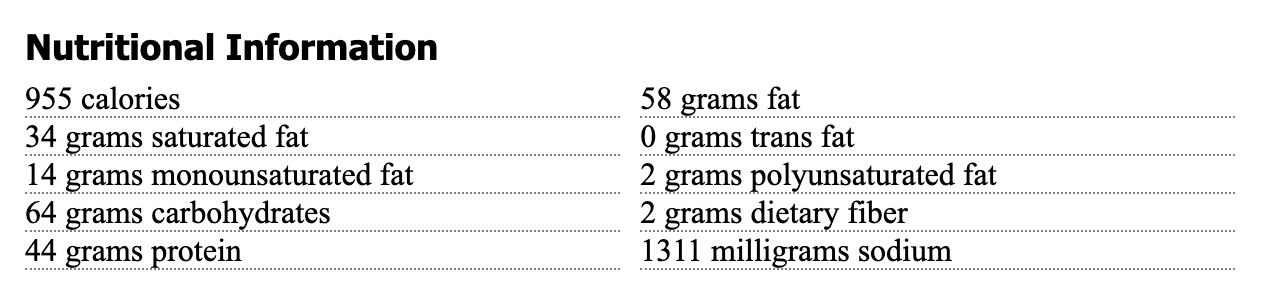 Nutritional Information
955 calories
58 grams fat
34 grams saturated fat
0 grams trans fat
14 grams monounsaturated fat
2 grams polyunsaturated fat
64 grams carbohydrates
2 grams dietary fiber
44 grams protein
1311 milligrams sodium